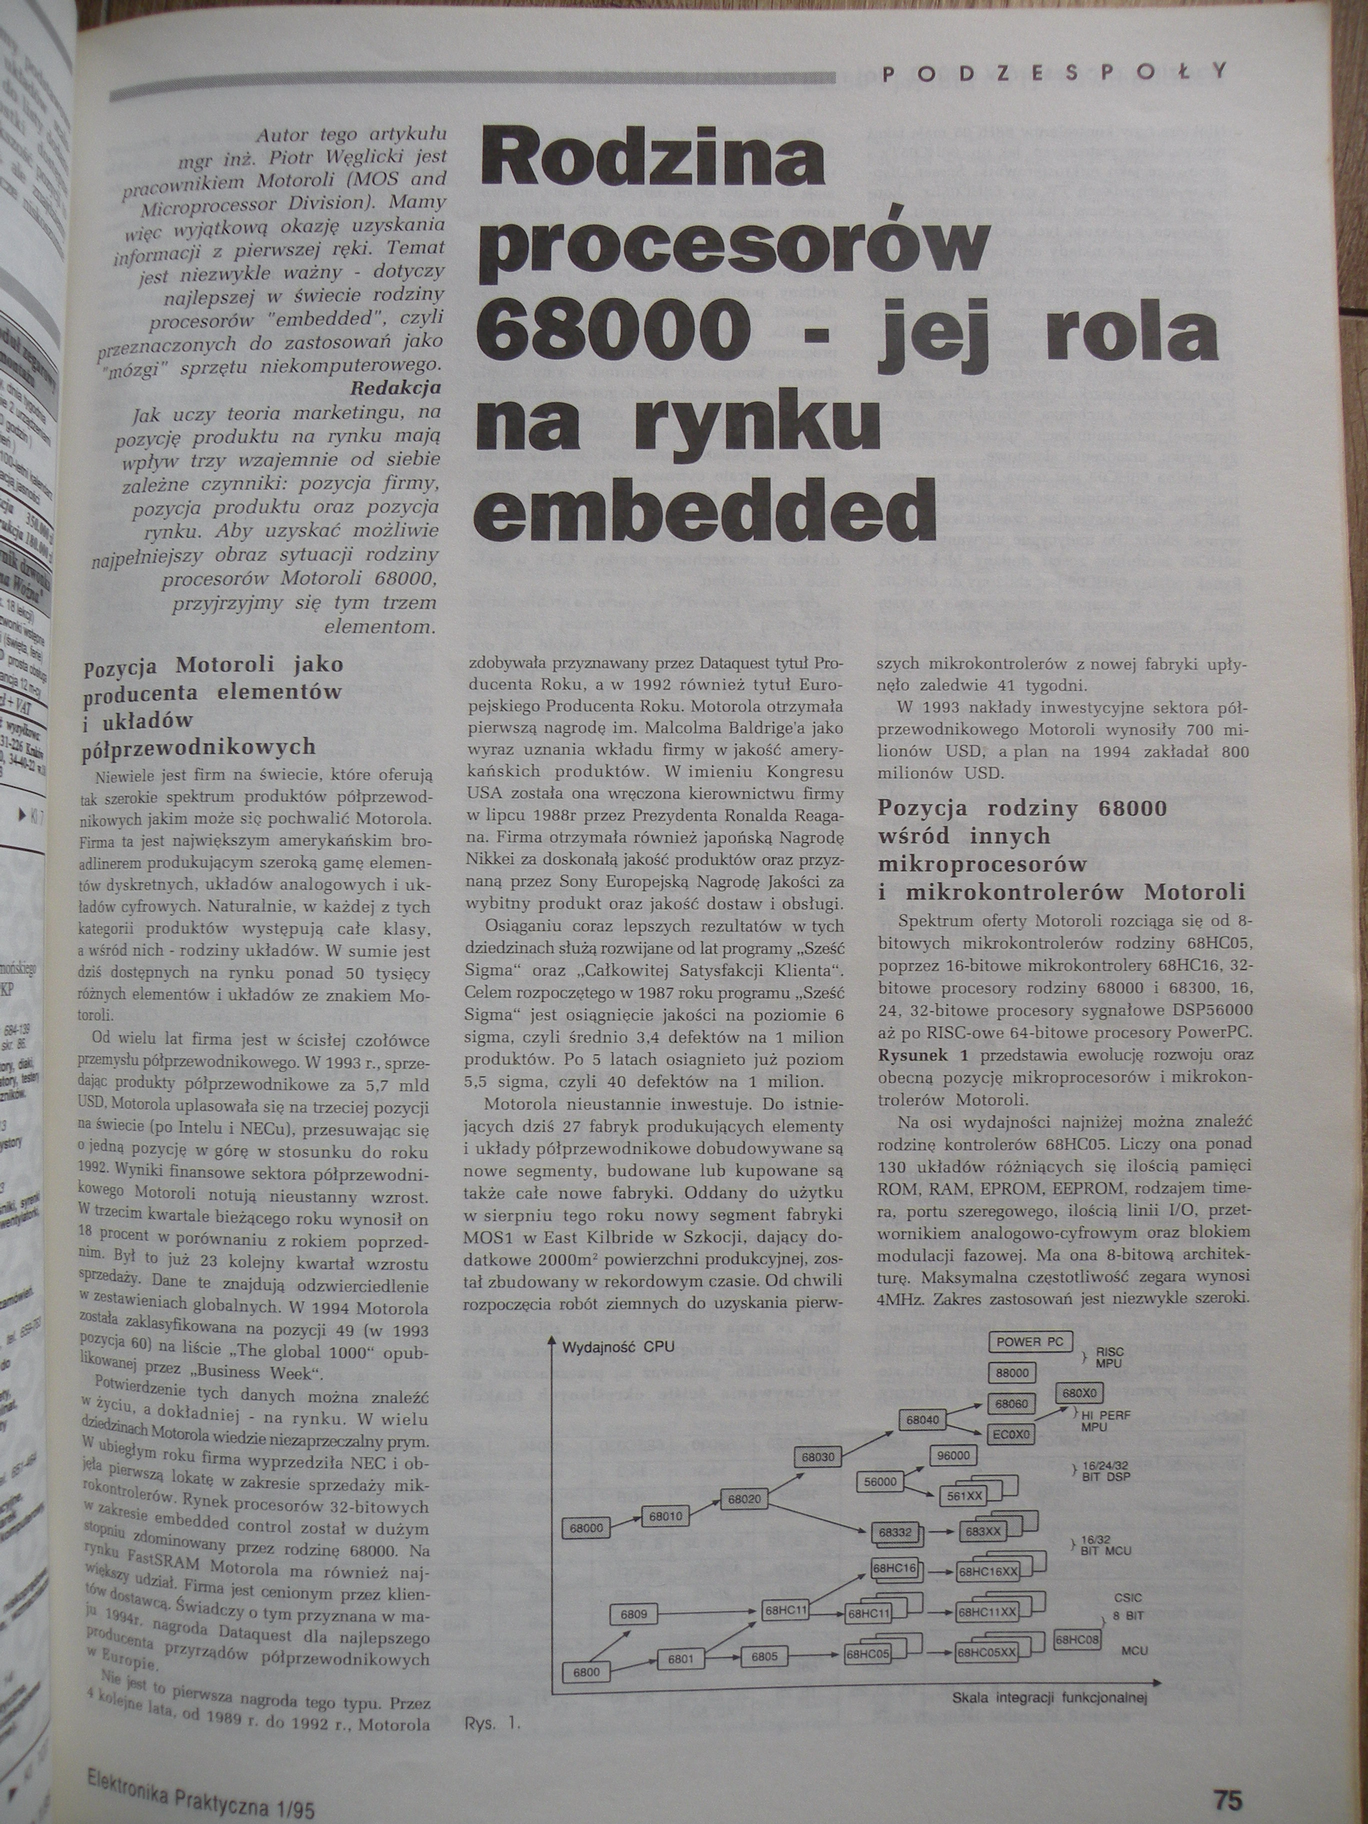 PODZESPOŁY
Autor tego artykułu
mgr inż. Piotr Węglicki jest
pracownikiem Motoroli (MOS and
Microprocessor Division). Mamy
więc wyjątkową okazję uzyskania
informacji z pierwszej ręki. Temat
jest niezwykle ważny - dotyczy
najlepszej w świecie rodziny
procesorów "embedded", czyli
przeznaczonych do zastosowań jako
"mózgi" sprzętu niekomputerowego.
Redakcja
Jak uczy teoria marketingu, na
pozycję produktu na rynku mają
wpływ trzy wzajemnie od siebie
zależne czynniki: pozycja firmy,
pozycja produktu oraz pozycja
rynku. Aby uzyskać możliwie
najpełniejszy obraz sytuacji rodziny
procesorów Motoroli 68000,
przyjrzyjmy się tym trzem
elementom.
Rodzina
procesorów
68000 - jej rola
na rynku
embedded
Pozycja Motoroli jako
producenta elementów
i układów
półprzewodnikowych
Niewiele jest firm na świecie, które oferują
tak szerokie spektrum produktów półprzewod-
nikowych jakim może się pochwalić Motorola.
Firma ta jest największym amerykańskim bro-
adlinerem produkującym szeroką gamę elemen-
tów dyskretnych, układów analogowych i uk-
ładów cyfrowych. Naturalnie, w każdej z tych
kategorii produktów występują całe klasy,
a wśród nich - rodziny układów. W sumie jest
dziś dostępnych na rynku ponad 50 tysięcy
różnych elementów i układów ze znakiem Mo-
toroli.
Od wielu lat firma jest w ścisłej czołówce
przemysłu półprzewodnikowego. W 1993 r., sprze-
dając produkty półprzewodnikowe za 5,7 mld
USD, Motorola uplasowała się na trzeciej pozycji
na świecie (po Intelu i NECu), przesuwając się
o jedną pozycję w górę w stosunku do roku
1992. Wyniki finansowe sektora półprzewodni-
kowego Motoroli notują nieustanny wzrost.
W trzecim kwartale bieżącego roku wynosił on
18 procent w porównaniu z rokiem poprzed-
nim. Był to już 23 kolejny kwartał wzrostu
sprzedaży. Dane te znajdują odzwierciedlenie
w zestawieniach globalnych. W 1994 Motorola
została zaklasyfikowana na pozycji 49 (w 1993
pozycja 60) na liście „The global 1000“ opub-
likowanej przez „Business Week“.
Potwierdzenie tych danych można znaleźć
w życiu, a dokładniej - na rynku. W wielu
dziedzinach Motorola wiedzie niezaprzeczalny prym.
W ubiegłym roku firma wyprzedziła NEC i ob-
jęła pierwszą lokatę w zakresie sprzedaży mik-
rokontrolerów. Rynek procesorów 32-bitowych
w zakresie embedded control został w dużym
stopniu zdominowany przez rodzinę 68000. Na
rynku FastSRAM Motorola ma również naj-
większy udział. Firma jest cenionym przez klien-
tów dostawcą. Świadczy o tym przyznana w ma-
ju 1994r. nagroda Dataquest dla najlepszego
producenta przyrządów półprzewodnikowych
w Europie.
Nie jest to pierwsza nagroda tego typu. Przez
4 kolejne lata, od 1989 r. do 1992 r., Motorola
zdobywała przyznawany przez Dataquest tytuł Pro-
ducenta Roku, a w 1992 również tytuł Euro-
pejskiego Producenta Roku. Motorola otrzymała
pierwszą nagrodę im. Malcolma Baldrige'a jako
wyraz uznania wkładu firmy w jakość amery-
kańskich produktów. W imieniu Kongresu
USA została ona wręczona kierownictwu firmy
w lipcu 1988r przez Prezydenta Ronalda Reaga-
na. Firma otrzymała również japońską Nagrodę
Nikkei za doskonałą jakość produktów oraz przyz-
naną przez Sony Europejską Nagrodę Jakości za
wybitny produkt oraz jakość dostaw i obsługi.
Osiąganiu coraz lepszych rezultatów w tych
dziedzinach służą rozwijane od lat programy „Sześć
Sigma“ oraz „Całkowitej Satysfakcji Klienta“.
Celem rozpoczętego w 1987 roku programu „Sześć
Sigma“ jest osiągnięcie jakości na poziomie 6
sigma, czyli średnio 3,4 defektów na 1 milion
produktów. Po 5 latach osiagnieto już poziom
5,5 sigma, czyli 40 defektów na 1 milion.
Motorola nieustannie inwestuje. Do istnie-
jących dziś 27 fabryk produkujących elementy
i układy półprzewodnikowe dobudowywane są
nowe segmenty, budowane lub kupowane są
także całe nowe fabryki. Oddany do użytku
w sierpniu tego roku nowy segment fabryki
MOS1 w East Kilbride w Szkocji, dający do-
datkowe 2000m² powierzchni produkcyjnej, zos-
tał zbudowany w rekordowym czasie. Od chwili
rozpoczęcia robót ziemnych do uzyskania pierw-
szych mikrokontrolerów z nowej fabryki upły-
nęło zaledwie 41 tygodni.
W 1993 nakłady inwestycyjne sektora pół-
przewodnikowego Motoroli wynosiły 700 mi-
lionów USD, a plan na 1994 zakładał 800
milionów USD.
Pozycja rodziny 68000
wśród innych
mikroprocesorów
i mikrokontrolerów Motoroli
Spektrum oferty Motoroli rozciąga się od 8-
bitowych mikrokontrolerów rodziny 68HC05,
poprzez 16-bitowe mikrokontrolery 68HC16, 32-
bitowe procesory rodziny 68000 i 68300, 16,
24, 32-bitowe procesory sygnałowe DSP56000
aż po RISC-owe 64-bitowe procesory PowerPC.
Rysunek 1 przedstawia ewolucję rozwoju oraz
obecną pozycję mikroprocesorów i mikrokon-
trolerów Motoroli.
Na osi wydajności najniżej można znaleźć
rodzinę kontrolerów 68HC05. Liczy ona ponad
130 układów różniących się ilością pamięci
ROM, RAM, EPROM, EEPROM, rodzajem time-
ra, portu szeregowego, ilością linii I/O, przet-
wornikiem analogowo-cyfrowym oraz blokiem
modulacji fazowej. Ma ona 8-bitową architek-
turę. Maksymalna częstotliwość zegara wynosi
4MHz. Zakres zastosowań jest niezwykle szeroki.
Wydajność CPU
POWER PC
RISC
MPU
88000
680X0
68060
68040
HI PERF
MPU
EC0X0
68030
96000
56000
16/24/32
BIT DSP
561XX
68020
68010
68000
68332
683XX
16/32
BIT MCU
68HC16
68HC16XX
6809
68HC11
68HC11
68HC11XX
CSIC
8 BIT
MCU
68HC08
6800
6801
6805
68HC05
68HC05XX
Skala integracji funkcjonalnej
Rys. 1.
Elektronika Praktyczna 1/95
75